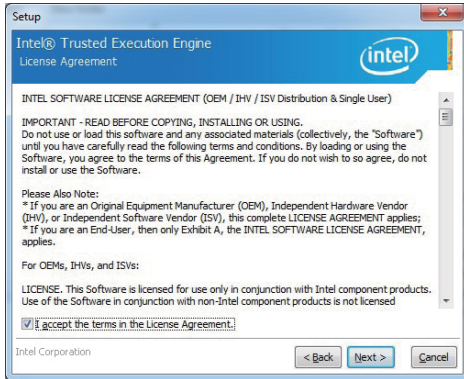 Setup
Intel® Trusted Execution Engine
License Agreement
intel
INTEL SOFTWARE LICENSE AGREEMENT (OEM / IHV / ISV Distribution & Single User)
IMPORTANT - READ BEFORE COPYING, INSTALLING OR USING.
Do not use or load this software and any associated materials (collectively, the "Software")
until you have carefully read the following terms and conditions. By loading or using the
Software, you agree to the terms of this Agreement. If you do not wish to so agree, do not
install or use the Software.
Please Also Note:
* If you are an Original Equipment Manufacturer (OEM), Independent Hardware Vendor
(IHV), or Independent Software Vendor (ISV), this complete LICENSE AGREEMENT applies;
* If you are an End-User, then only Exhibit A, the INTEL SOFTWARE LICENSE AGREEMENT,
applies.
For OEMs, IHVs, and ISVs:
LICENSE. This Software is licensed for use only in conjunction with Intel component products.
Use of the Software in conjunction with non-Intel component products is not licensed
I accept the terms in the License Agreement.
Intel Corporation
< Back
Next >
Cancel